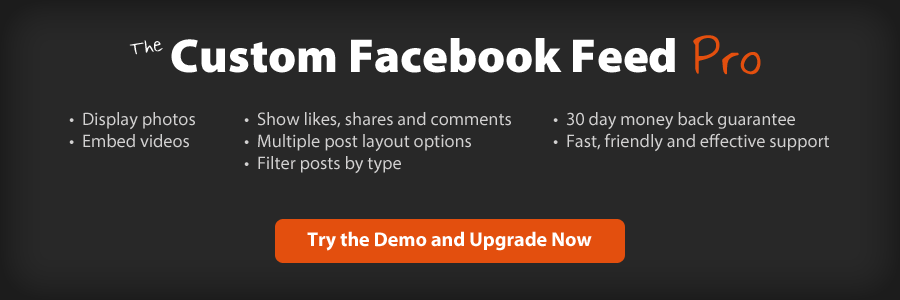 The Custom Facebook Feed Pro
• Display photos
• Embed videos
• Show likes, shares and comments
• Multiple post layout options
• Filter posts by type
• 30 day money back guarantee
• Fast, friendly and effective support
Try the Demo and Upgrade Now